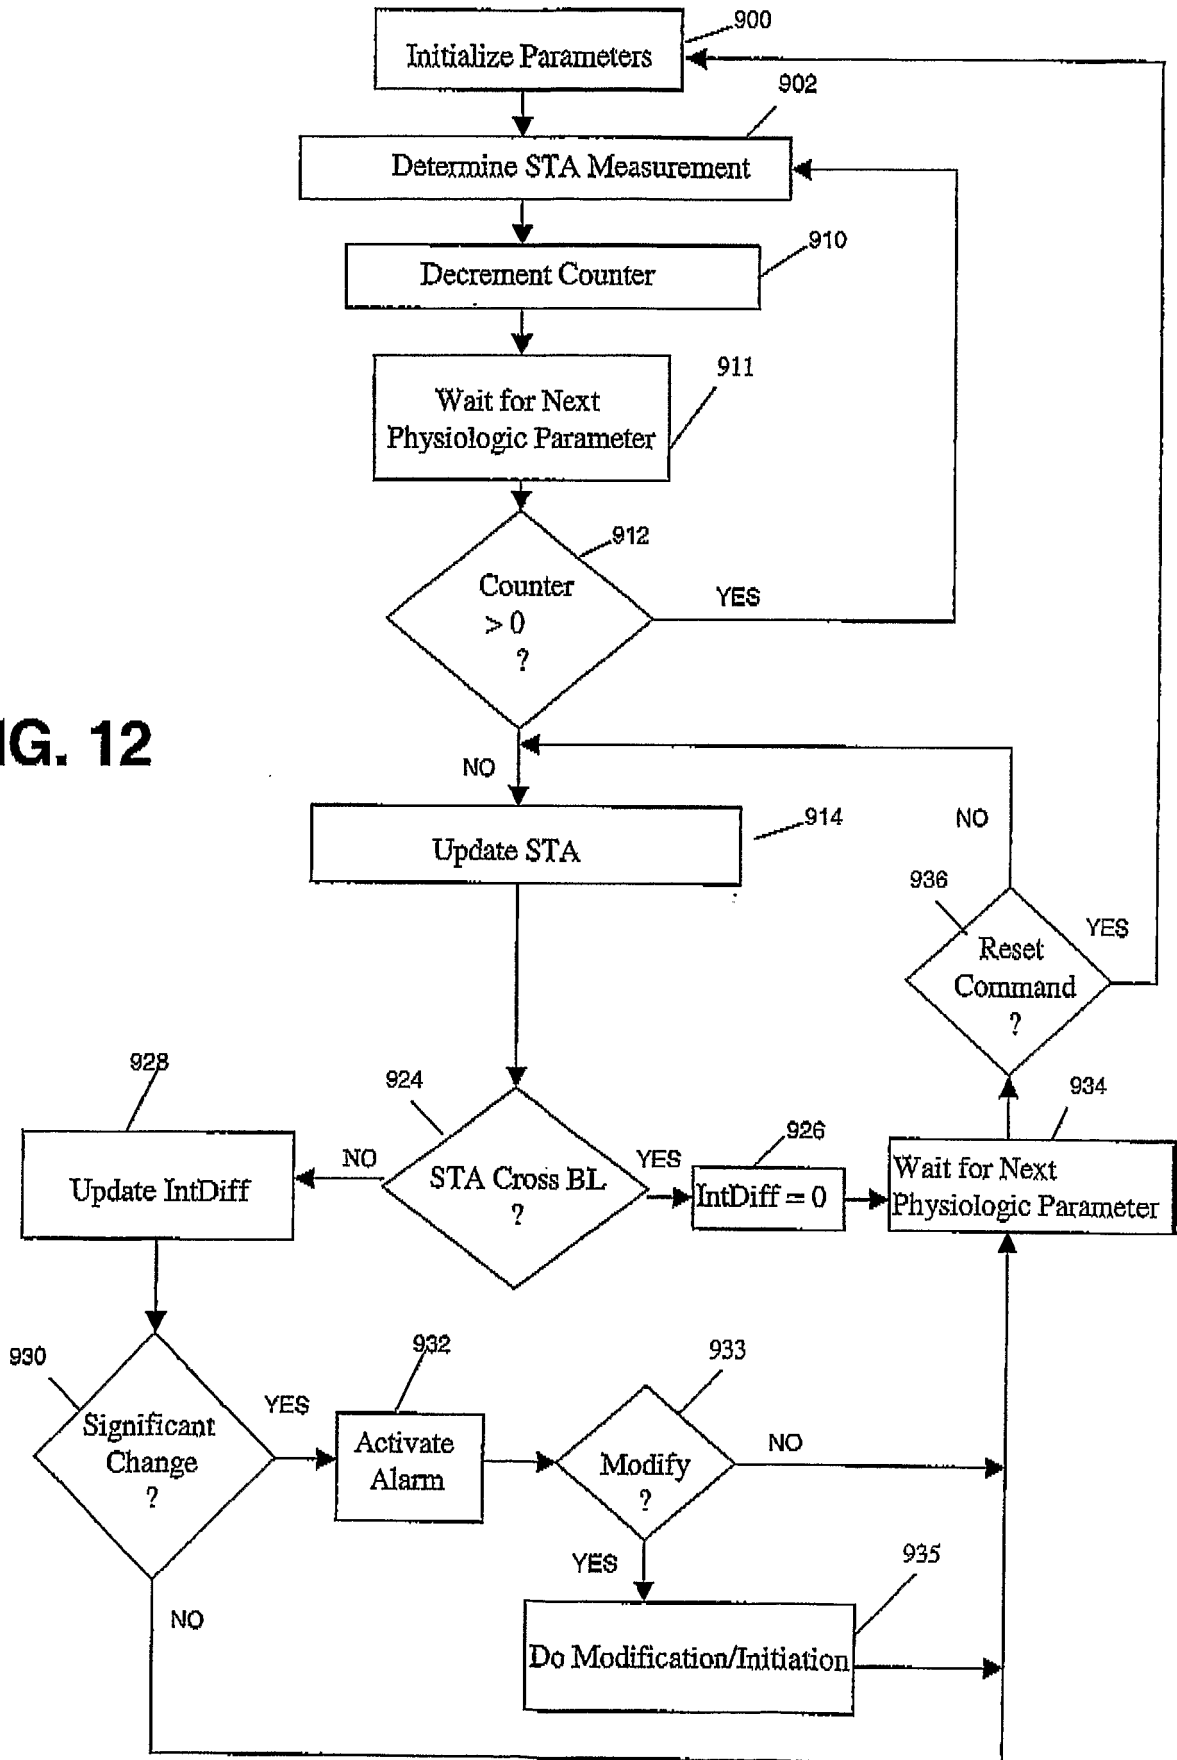 900
Initialize Parameters
902
Determine STA Measurement
910
Decrement Counter
911
Wait for Next
Physiologic Parameter
912
Counter
> 0
?
YES
IG. 12
NO
914
Update STA
NO
936
Reset
Command
?
YES
928
924
934
926
Update IntDiff
NO
STA Cross BL
?
YES
IntDiff = 0
Wait for Next
Physiologic Parameter
930
932
933
Significant
Change
?
YES
Activate
Alarm
Modify
?
NO
YES
935
NO
Do Modification/Initiation